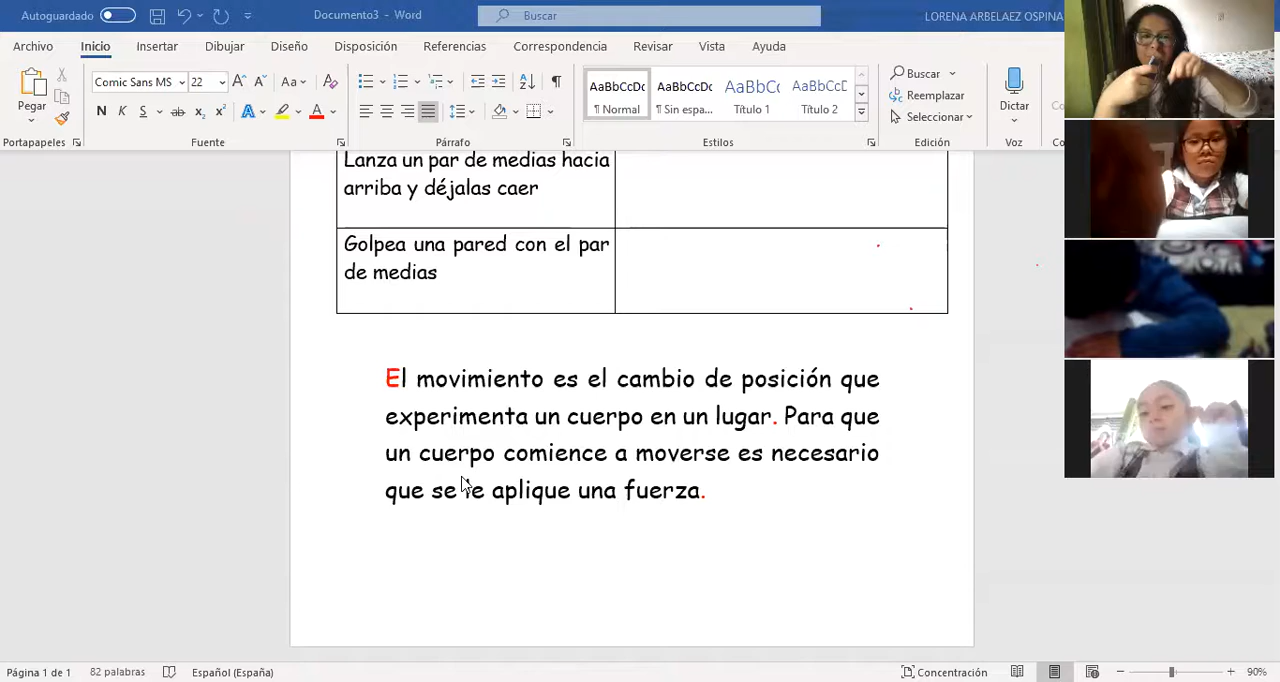 Autoguardado
Documento3 - Word
Buscar
LORENA ARBELAEZ OSPINA
Archivo Inicio Insertar Dibujar Diseño Disposición Referencias Correspondencia Revisar Vista Ayuda
Comic Sans MS 22
Pegar
AaBbCcDc AaBbCcDc AaBbCc AaBbCcD
¶ Normal ¶ Sin espa... Título 1 Título 2
Buscar
Reemplazar
Seleccionar
Dictar
Portapapeles Fuente Párrafo Estilos Edición Voz
Lanza un par de medias hacia
arriba y déjalas caer
Golpea una pared con el par
de medias
El movimiento es el cambio de posición que
experimenta un cuerpo en un lugar. Para que
un cuerpo comience a moverse es necesario
que se le aplique una fuerza.
Página 1 de 1 82 palabras Español (España) Concentración 90%